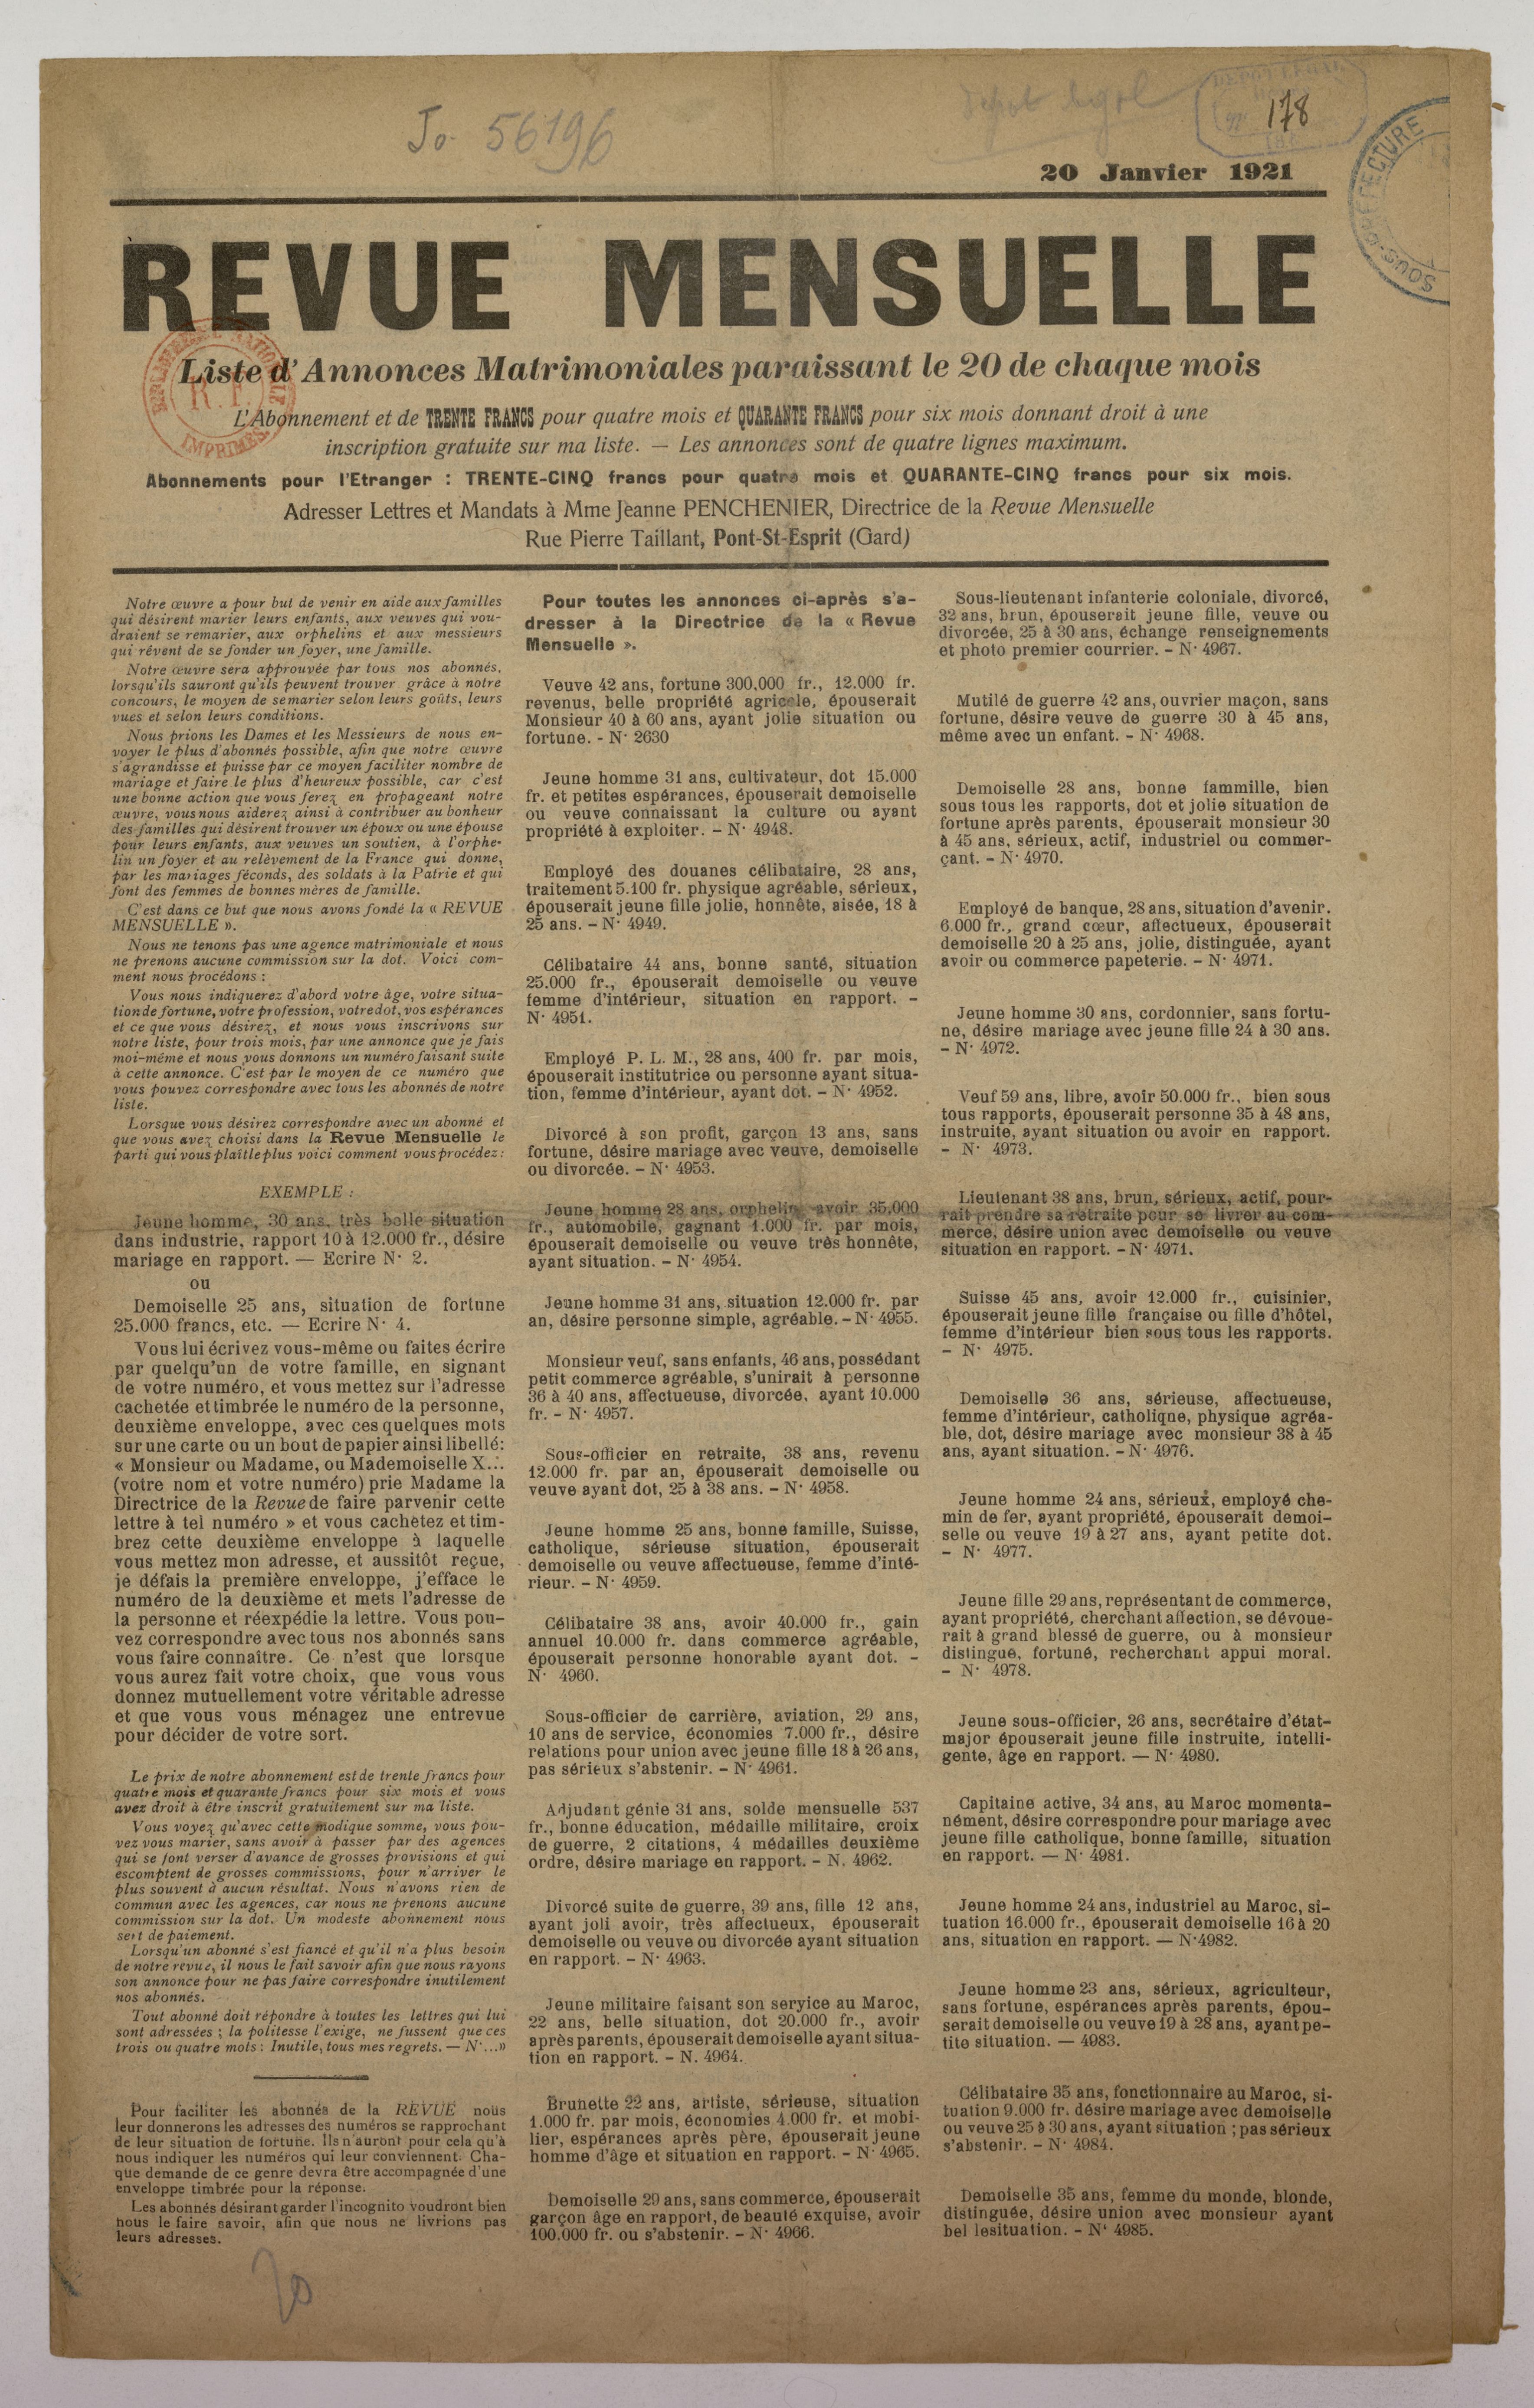 Jo 56196
Dépot légal
178
20 Janvier 1921
SOUS-PREFECTURE
REVUE MENSUELLE
Liste d'Annonces Matrimoniales paraissant le 20 de chaque mois
L'Abonnement et de TRENTE FRANCS pour quatre mois et QUARANTE FRANCS pour six mois donnant droit à une
inscription gratuite sur ma liste. — Les annonces sont de quatre lignes maximum.
Abonnements pour l'Etranger : TRENTE-CINQ francs pour quatre mois et QUARANTE-CINQ francs pour six mois.
Adresser Lettres et Mandats à Mme Jeanne PENCHENIER, Directrice de la Revue Mensuelle
Rue Pierre Taillant, Pont-St-Esprit (Gard)
Notre œuvre a pour but de venir en aide aux familles
qui désirent marier leurs enfants, aux veuves qui vou-
draient se remarier, aux orphelins et aux messieurs
qui rêvent de se fonder un foyer, une famille.
Notre œuvre sera approuvée par tous nos abonnés,
lorsqu'ils sauront qu'ils peuvent trouver grâce à notre
concours, le moyen de semarier selon leurs goûts, leurs
vues et selon leurs conditions.
Nous prions les Dames et les Messieurs de nous en-
voyer le plus d'abonnés possible, afin que notre œuvre
s'agrandisse et puisse par ce moyen faciliter nombre de
mariage et faire le plus d'heureux possible, car c'est
une bonne action que vous ferez en propageant notre
œuvre, vous nous aiderez ainsi à contribuer au bonheur
des familles qui désirent trouver un époux ou une épouse
pour leurs enfants, aux veuves un soutien, à l'orphe-
lin un foyer et au relèvement de la France qui donne,
par les mariages féconds, des soldats à la Patrie et qui
font des femmes de bonnes mères de famille.
C'est dans ce but que nous avons fondé la « REVUE
MENSUELLE ».
Nous ne tenons pas une agence matrimoniale et nous
ne prenons aucune commission sur la dot. Voici com-
ment nous procédons :
Vous nous indiquerez d'abord votre âge, votre situa-
tion de fortune, votre profession, votre dot, vos espérances
et ce que vous désirez, et nous vous inscrivons sur
notre liste, pour trois mois, par une annonce que je fais
moi-même et nous vous donnons un numéro faisant suite
à cette annonce. C'est par le moyen de ce numéro que
vous pouvez correspondre avec tous les abonnés de notre
liste.
Lorsque vous désirez correspondre avec un abonné et
que vous avez choisi dans la Revue Mensuelle le
parti qui vous plaît le plus voici comment vous procédez :
EXEMPLE :
Jeune homme, 30 ans, très belle situation
dans industrie, rapport 10 à 12.000 fr., désire
mariage en rapport. — Ecrire N· 2.
ou
Demoiselle 25 ans, situation de fortune
25.000 francs, etc. — Ecrire N· 4.
Vous lui écrivez vous-même ou faites écrire
par quelqu'un de votre famille, en signant
de votre numéro, et vous mettez sur l'adresse
cachetée et timbrée le numéro de la personne,
deuxième enveloppe, avec ces quelques mots
sur une carte ou un bout de papier ainsi libellé:
« Monsieur ou Madame, ou Mademoiselle X...
(votre nom et votre numéro) prie Madame la
Directrice de la Revue de faire parvenir cette
lettre à tel numéro » et vous cachetez et tim-
brez cette deuxième enveloppe à laquelle
vous mettez mon adresse, et aussitôt reçue,
je défais la première enveloppe, j'efface le
numéro de la deuxième et mets l'adresse de
la personne et réexpédie la lettre. Vous pou-
vez correspondre avec tous nos abonnés sans
vous faire connaître. Ce n'est que lorsque
vous aurez fait votre choix, que vous vous
donnez mutuellement votre véritable adresse
et que vous vous ménagez une entrevue
pour décider de votre sort.
Le prix de notre abonnement est de trente francs pour
quatre mois et quarante francs pour six mois et vous
avez droit à être inscrit gratuitement sur ma liste.
Vous voyez qu'avec cette modique somme, vous pou-
vez vous marier, sans avoir à passer par des agences
qui se font verser d'avance de grosses provisions et qui
escomptent de grosses commissions, pour n'arriver le
plus souvent à aucun résultat. Nous n'avons rien de
commun avec les agences, car nous ne prenons aucune
commission sur la dot. Un modeste abonnement nous
sert de paiement.
Lorsqu'un abonné s'est fiancé et qu'il n'a plus besoin
de notre revue, il nous le fait savoir afin que nous rayons
son annonce pour ne pas faire correspondre inutilement
nos abonnés.
Tout abonné doit répondre à toutes les lettres qui lui
sont adressées ; la politesse l'exige, ne fussent que ces
trois ou quatre mots : Inutile, tous mes regrets. — N·...»
Pour faciliter les abonnés de la REVUE nous
leur donnerons les adresses des numéros se rapprochant
de leur situation de fortune. Ils n'auront pour cela qu'à
nous indiquer les numéros qui leur conviennent. Cha-
que demande de ce genre devra être accompagnée d'une
enveloppe timbrée pour la réponse.
Les abonnés désirant garder l'incognito voudront bien
nous le faire savoir, afin que nous ne livrions pas
leurs adresses.
Pour toutes les annonces ci-après s'a-
dresser à la Directrice de la « Revue
Mensuelle ».
Veuve 42 ans, fortune 300.000 fr., 12.000 fr.
revenus, belle propriété agricole, épouserait
Monsieur 40 à 60 ans, ayant jolie situation ou
fortune. - N· 2630
Jeune homme 31 ans, cultivateur, dot 15.000
fr. et petites espérances, épouserait demoiselle
ou veuve connaissant la culture ou ayant
propriété à exploiter. – N· 4948.
Employé des douanes célibataire, 28 ans,
traitement 5.100 fr. physique agréable, sérieux,
épouserait jeune fille jolie, honnête, aisée, 18 à
25 ans. – N· 4949.
Célibataire 44 ans, bonne santé, situation
25.000 fr., épouserait demoiselle ou veuve
femme d'intérieur, situation en rapport. –
N· 4951.
Employé P. L. M., 28 ans, 400 fr. par mois,
épouserait institutrice ou personne ayant situa-
tion, femme d'intérieur, ayant dot. – N· 4952.
Divorcé à son profit, garçon 13 ans, sans
fortune, désire mariage avec veuve, demoiselle
ou divorcée. – N· 4953.
Jeune homme 28 ans, orphelin, avoir 35.000
fr., automobile, gagnant 1.000 fr. par mois,
épouserait demoiselle ou veuve très honnête,
ayant situation. – N· 4954.
Jeune homme 31 ans, situation 12.000 fr. par
an, désire personne simple, agréable. – N· 4955.
Monsieur veuf, sans enfants, 46 ans, possédant
petit commerce agréable, s'unirait à personne
36 à 40 ans, affectueuse, divorcée, ayant 10.000
fr. – N· 4957.
Sous-officier en retraite, 38 ans, revenu
12.000 fr. par an, épouserait demoiselle ou
veuve ayant dot, 25 à 38 ans. – N· 4958.
Jeune homme 25 ans, bonne famille, Suisse,
catholique, sérieuse situation, épouserait
demoiselle ou veuve affectueuse, femme d'inté-
rieur. – N· 4959.
Célibataire 38 ans, avoir 40.000 fr., gain
annuel 10.000 fr. dans commerce agréable,
épouserait personne honorable ayant dot. –
N· 4960.
Sous-officier de carrière, aviation, 29 ans,
10 ans de service, économies 7.000 fr., désire
relations pour union avec jeune fille 18 à 26 ans,
pas sérieux s'abstenir. – N· 4961.
Adjudant génie 31 ans, solde mensuelle 537
fr., bonne éducation, médaille militaire, croix
de guerre, 2 citations, 4 médailles deuxième
ordre, désire mariage en rapport. – N. 4962.
Divorcé suite de guerre, 39 ans, fille 12 ans,
ayant joli avoir, très affectueux, épouserait
demoiselle ou veuve ou divorcée ayant situation
en rapport. – N· 4963.
Jeune militaire faisant son seryice au Maroc,
22 ans, belle situation, dot 20.000 fr., avoir
après parents, épouserait demoiselle ayant situa-
tion en rapport. – N. 4964.
Brunette 22 ans, artiste, sérieuse, situation
1.000 fr. par mois, économies 4.000 fr. et mobi-
lier, espérances après père, épouserait jeune
homme d'âge et situation en rapport. – N· 4965.
Demoiselle 29 ans, sans commerce, épouserait
garçon âge en rapport, de beauté exquise, avoir
100.000 fr. ou s'abstenir. – N· 4966.
Sous-lieutenant infanterie coloniale, divorcé,
32 ans, brun, épouserait jeune fille, veuve ou
divorcée, 25 à 30 ans, échange renseignements
et photo premier courrier. – N· 4967.
Mutilé de guerre 42 ans, ouvrier maçon, sans
fortune, désire veuve de guerre 30 à 45 ans,
même avec un enfant. – N· 4968.
Demoiselle 28 ans, bonne fammille, bien
sous tous les rapports, dot et jolie situation de
fortune après parents, épouserait monsieur 30
à 45 ans, sérieux, actif, industriel ou commer-
çant. – N· 4970.
Employé de banque, 28 ans, situation d'avenir.
6.000 fr., grand cœur, affectueux, épouserait
demoiselle 20 à 25 ans, jolie, distinguée, ayant
avoir ou commerce papeterie. – N· 4971.
Jeune homme 30 ans, cordonnier, sans fortu-
ne, désire mariage avec jeune fille 24 à 30 ans.
– N· 4972.
Veuf 59 ans, libre, avoir 50.000 fr., bien sous
tous rapports, épouserait personne 35 à 48 ans,
instruite, ayant situation ou avoir en rapport.
– N· 4973.
Lieutenant 38 ans, brun, sérieux, actif, pour-
rait prendre sa retraite pour se livrer au com-
merce, désire union avec demoiselle ou veuve
situation en rapport. – N· 4971.
Suisse 45 ans, avoir 12.000 fr., cuisinier,
épouserait jeune fille française ou fille d'hôtel,
femme d'intérieur bien sous tous les rapports.
– N· 4975.
Demoiselle 36 ans, sérieuse, affectueuse,
femme d'intérieur, catholiqne, physique agréa-
ble, dot, désire mariage avec monsieur 38 à 45
ans, ayant situation. – N· 4976.
Jeune homme 24 ans, sérieux, employé che-
min de fer, ayant propriété, épouserait demoi-
selle ou veuve 19 à 27 ans, ayant petite dot.
– N· 4977.
Jeune fille 29 ans, représentant de commerce,
ayant propriété, cherchant affection, se dévoue-
rait à grand blessé de guerre, ou à monsieur
distingue, fortuné, recherchant appui moral.
– N· 4978.
Jeune sous-officier, 26 ans, secrétaire d'état-
major épouserait jeune fille instruite, intelli-
gente, âge en rapport. — N· 4980.
Capitaine active, 34 ans, au Maroc momenta-
nément, désire correspondre pour mariage avec
jeune fille catholique, bonne famille, situation
en rapport. — N· 4981.
Jeune homme 24 ans, industriel au Maroc, si-
tuation 16.000 fr., épouserait demoiselle 16 à 20
ans, situation en rapport. — N·4982.
Jeune homme 23 ans, sérieux, agriculteur,
sans fortune, espérances après parents, épou-
serait demoiselle ou veuve 19 à 28 ans, ayant pe-
tite situation. — 4983.
Célibataire 35 ans, fonctionnaire au Maroc, si-
tuation 9.000 fr. désire mariage avec demoiselle
ou veuve 25 à 30 ans, ayant situation ; pas sérieux
s'abstenir. – N· 4984.
Demoiselle 35 ans, femme du monde, blonde,
distinguée, désire union avec monsieur ayant
bel lesituation. – N· 4985.